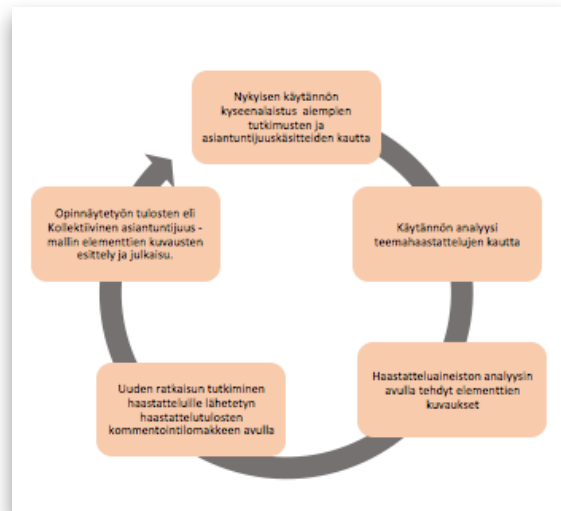 Nykyisen käytännön
kyseenalaistus aiempien
tutkimusten ja
asiantuntijuuskäsitteiden kautta
Käytännön analyysi
teemahaastattelujen kautta
Haastatteluaineiston analyysin
avulla tehdyt elementtien
kuvaukset
Uuden ratkaisun tutkiminen
haastatelluille lähetetyn
haastattelutulosten
kommentointilomakkeen avulla
Opinnäytetyön tulosten eli
Kollektiivinen asiantuntijuus -
mallin elementtien kuvausten
esittely ja julkaisu.